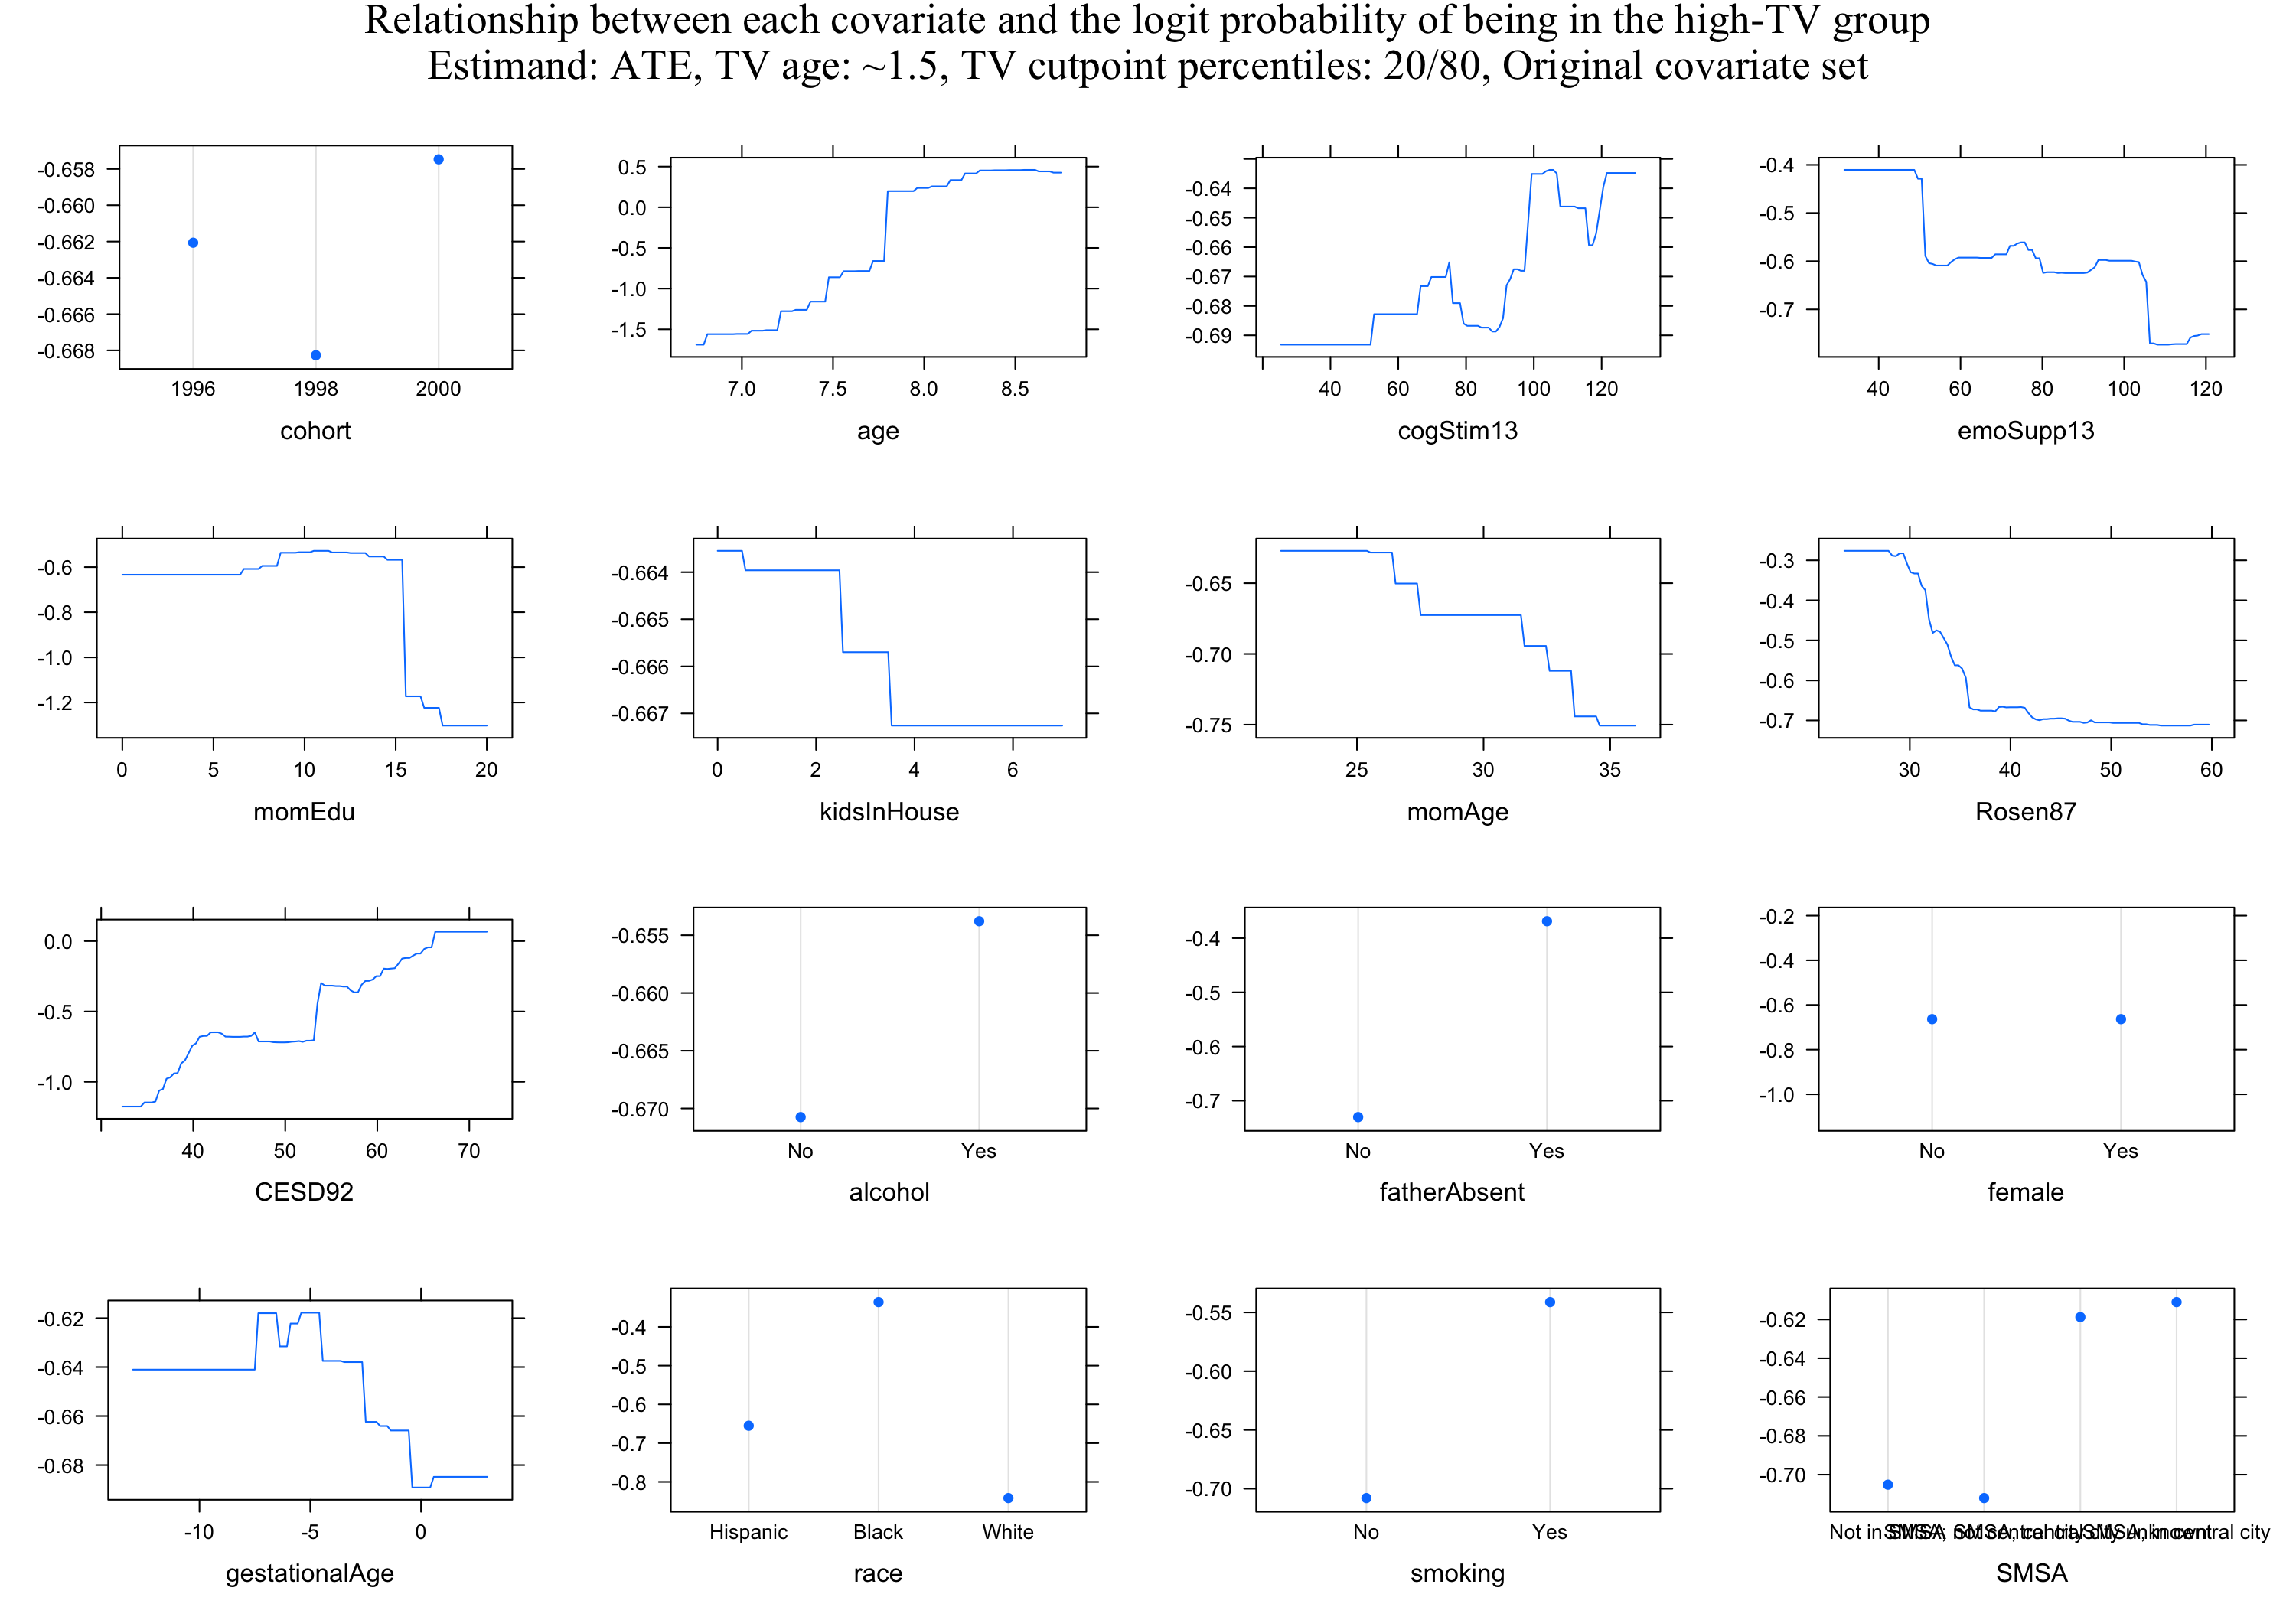 Relationship between each covariate and the logit probability of being in the high-TV group
Estimand: ATE, TV age: ~1.5, TV cutpoint percentiles: 20/80, Original covariate set
-0.658
-0.660
-0.662
-0.664
-0.666
-0.668
1996 1998 2000
cohort
0.5
0.0
-0.5
-1.0
-1.5
7.0 7.5 8.0 8.5
age
-0.64
-0.65
-0.66
-0.67
-0.68
-0.69
40 60 80 100 120
cogStim13
-0.4
-0.5
-0.6
-0.7
40 60 80 100 120
emoSupp13
-0.6
-0.8
-1.0
-1.2
0 5 10 15 20
momEdu
-0.664
-0.665
-0.666
-0.667
0 2 4 6
kidsInHouse
-0.65
-0.70
-0.75
25 30 35
momAge
-0.3
-0.4
-0.5
-0.6
-0.7
30 40 50 60
Rosen87
0.0
-0.5
-1.0
40 50 60 70
CESD92
-0.655
-0.660
-0.665
-0.670
No Yes
alcohol
-0.4
-0.5
-0.6
-0.7
No Yes
fatherAbsent
-0.2
-0.4
-0.6
-0.8
-1.0
No Yes
female
-0.62
-0.64
-0.66
-0.68
-10 -5 0
gestationalAge
-0.4
-0.5
-0.6
-0.7
-0.8
Hispanic Black White
race
-0.55
-0.60
-0.65
-0.70
No Yes
smoking
-0.62
-0.64
-0.66
-0.68
-0.70
Not in central city
SMSA